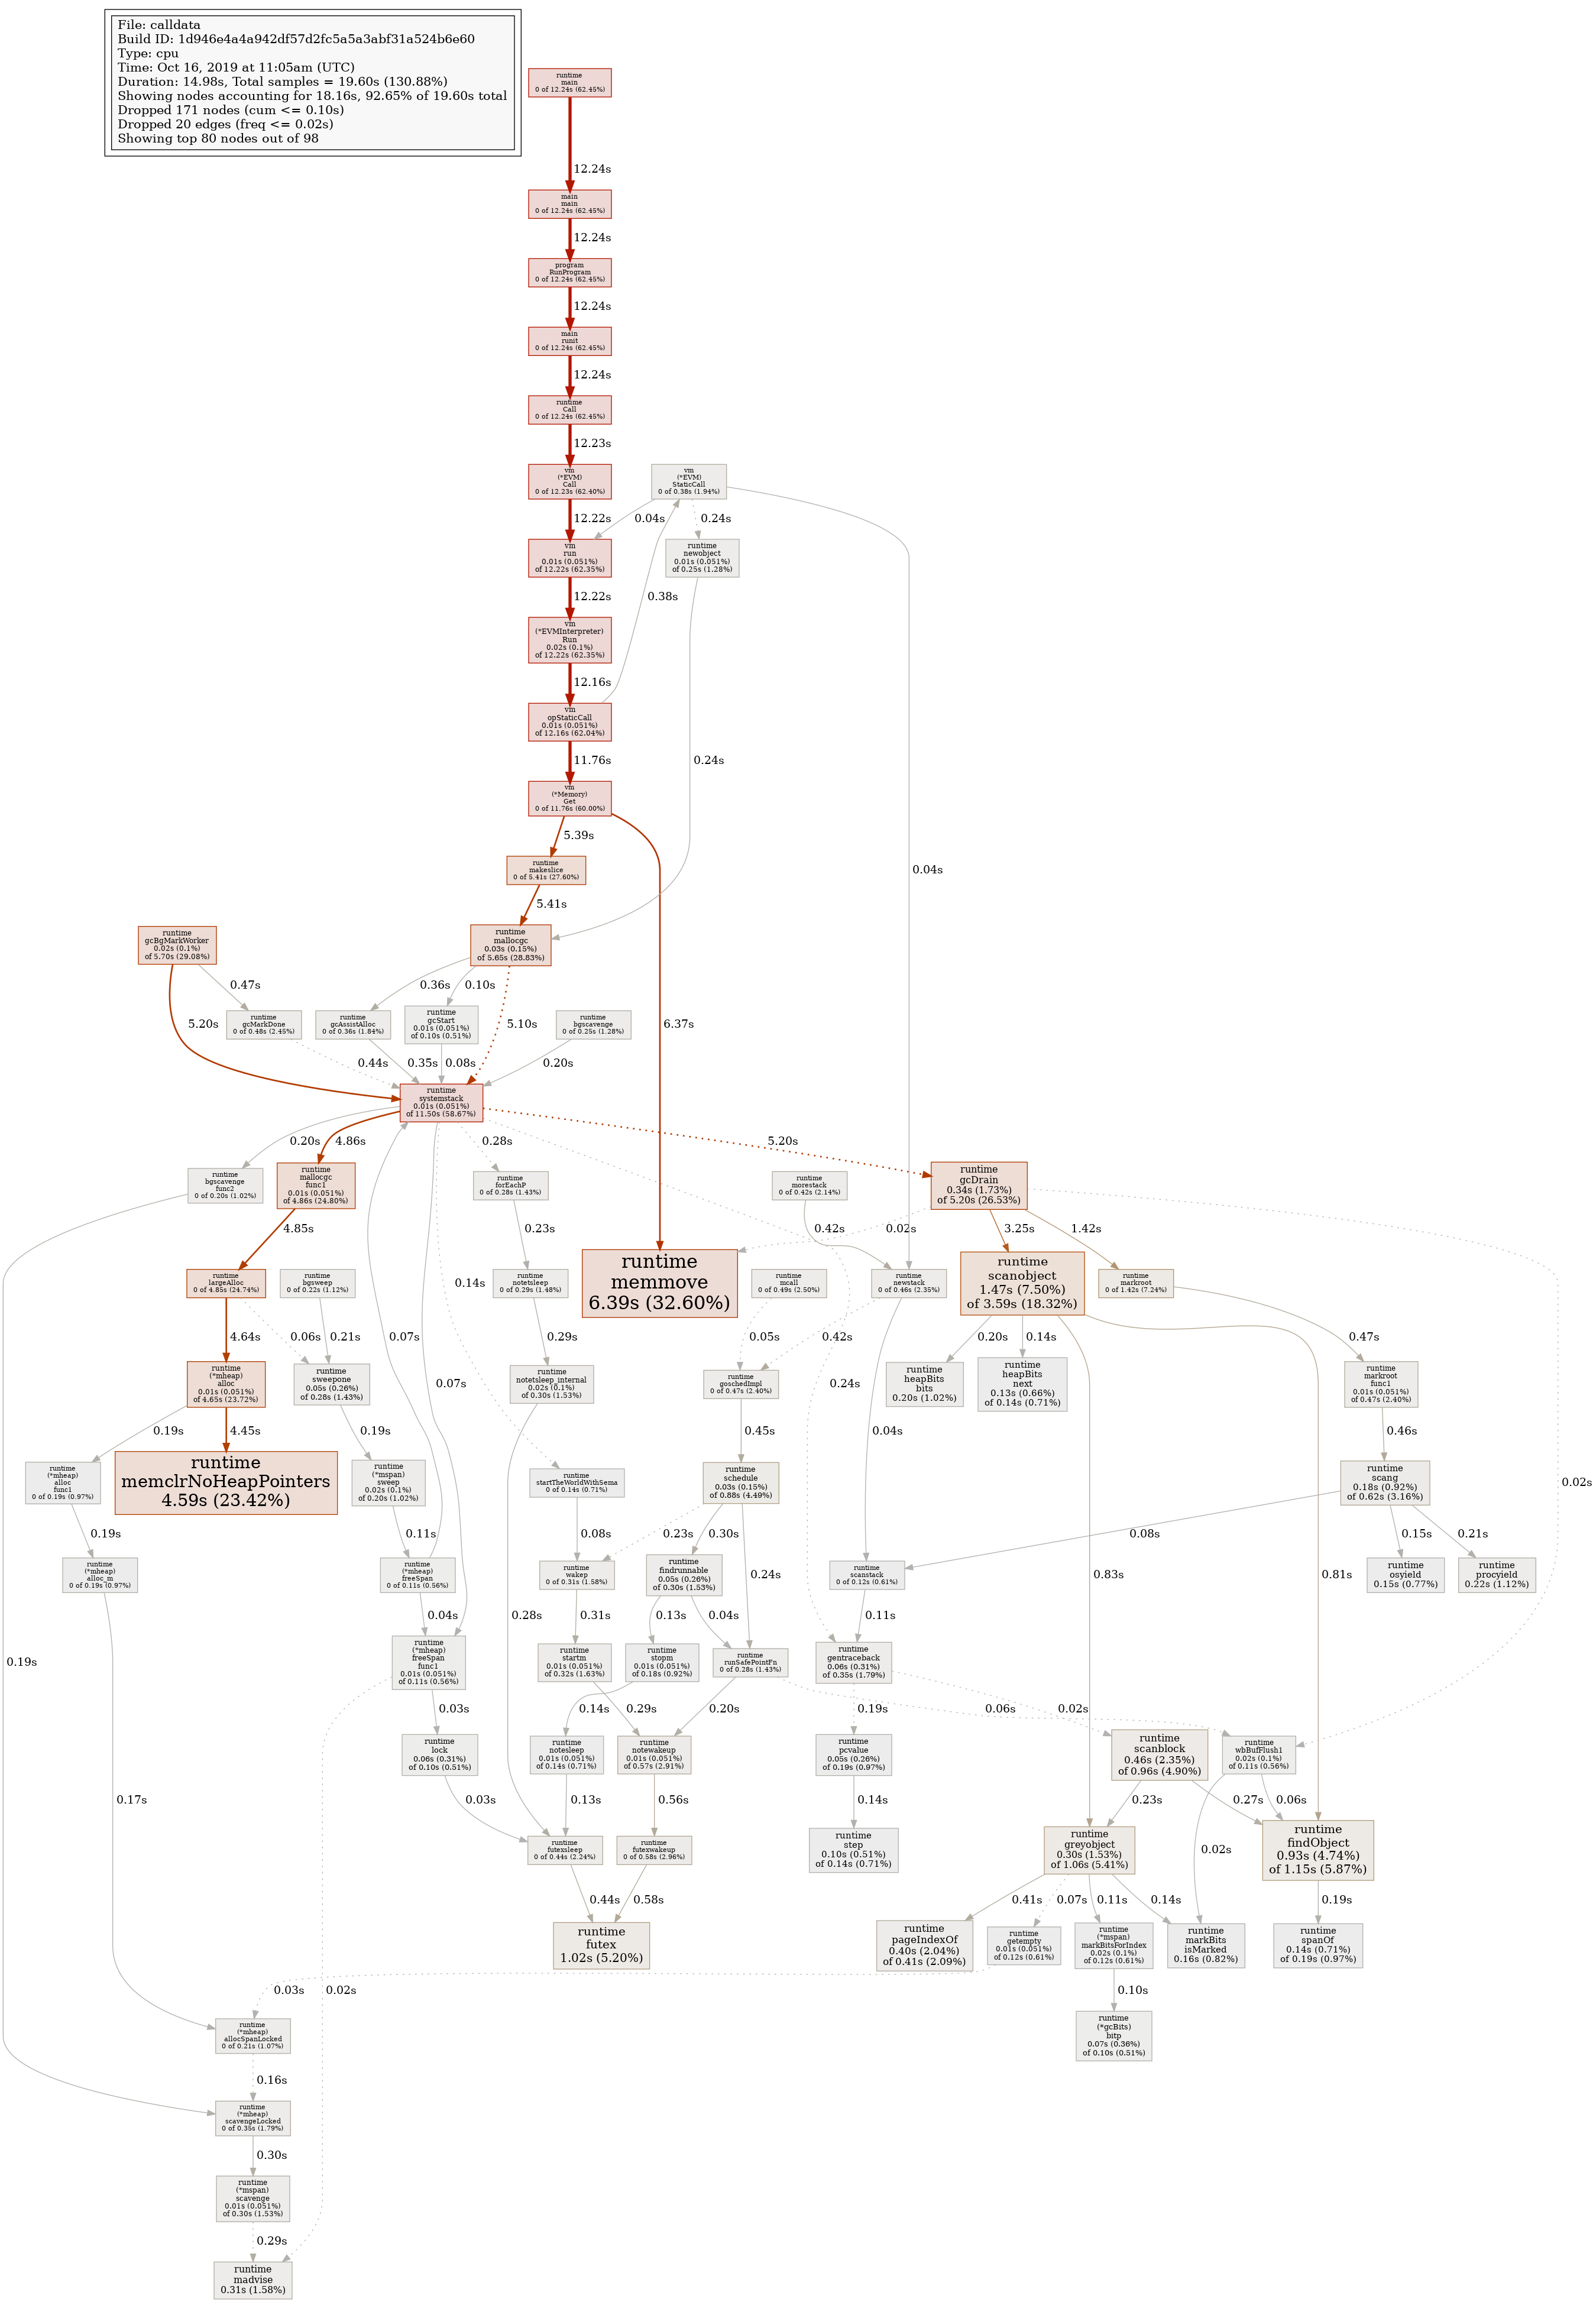 File: calldata
Build ID: 1d946e4a4a942df57d2fc5a5a3abf31a524b6e60
Type: cpu
Time: Oct 16, 2019 at 11:05am (UTC)
Duration: 14.98s, Total samples = 19.60s (130.88%)
Showing nodes accounting for 18.16s, 92.65% of 19.60s total
Dropped 171 nodes (cum <= 0.10s)
Dropped 20 edges (freq <= 0.02s)
Showing top 80 nodes out of 98
runtime
main
0 of 12.24s (62.45%)
12.24s
main
main
0 of 12.24s (62.45%)
12.24s
program
RunProgram
0 of 12.24s (62.45%)
12.24s
main
runit
0 of 12.24s (62.45%)
12.24s
runtime
Call
0 of 12.24s (62.45%)
12.23s
vm
(*EVM)
Call
0 of 12.23s (62.40%)
vm
(*EVM)
StaticCall
0 of 0.38s (1.94%)
12.22s
0.04s
0.24s
vm
run
0.01s (0.051%)
of 12.22s (62.35%)
runtime
newobject
0.01s (0.051%)
of 0.25s (1.28%)
12.22s
0.38s
vm
(*EVMInterpreter)
Run
0.02s (0.1%)
of 12.22s (62.35%)
12.16s
vm
opStaticCall
0.01s (0.051%)
of 12.16s (62.04%)
11.76s
0.24s
vm
(*Memory)
Get
0 of 11.76s (60.00%)
5.39s
0.04s
runtime
makeslice
0 of 5.41s (27.60%)
5.41s
runtime
gcBgMarkWorker
0.02s (0.1%)
of 5.70s (29.08%)
runtime
mallocgc
0.03s (0.15%)
of 5.65s (28.83%)
0.47s
0.36s
0.10s
5.20s
runtime
gcMarkDone
0 of 0.48s (2.45%)
runtime
gcAssistAlloc
0 of 0.36s (1.84%)
runtime
gcStart
0.01s (0.051%)
of 0.10s (0.51%)
5.10s
runtime
bgscavenge
0 of 0.25s (1.28%)
6.37s
0.44s
0.35s
0.08s
0.20s
runtime
systemstack
0.01s (0.051%)
of 11.50s (58.67%)
0.20s
4.86s
0.28s
5.20s
runtime
bgscavenge
func2
0 of 0.20s (1.02%)
runtime
mallocgc
func1
0.01s (0.051%)
of 4.86s (24.80%)
runtime
forEachP
0 of 0.28s (1.43%)
runtime
morestack
0 of 0.42s (2.14%)
runtime
gcDrain
0.34s (1.73%)
of 5.20s (26.53%)
4.85s
0.23s
0.42s
0.02s
3.25s
1.42s
runtime
largeAlloc
0 of 4.85s (24.74%)
runtime
bgsweep
0 of 0.22s (1.12%)
0.14s
runtime
notetsleep
0 of 0.29s (1.48%)
runtime
memmove
6.39s (32.60%)
runtime
mcall
0 of 0.49s (2.50%)
runtime
newstack
0 of 0.46s (2.35%)
runtime
scanobject
1.47s (7.50%)
of 3.59s (18.32%)
runtime
markroot
0 of 1.42s (7.24%)
4.64s
0.06s
0.21s
0.07s
0.29s
0.05s
0.42s
0.20s
0.14s
0.47s
runtime
(*mheap)
alloc
0.01s (0.051%)
of 4.65s (23.72%)
runtime
sweepone
0.05s (0.26%)
of 0.28s (1.43%)
0.07s
runtime
notetsleep_internal
0.02s (0.1%)
of 0.30s (1.53%)
runtime
goschedImpl
0 of 0.47s (2.40%)
0.24s
runtime
heapBits
bits
0.20s (1.02%)
runtime
heapBits
next
0.13s (0.66%)
of 0.14s (0.71%)
runtime
markroot
func1
0.01s (0.051%)
of 0.47s (2.40%)
0.19s
4.45s
0.19s
0.45s
0.04s
0.46s
runtime
(*mheap)
alloc
func1
0 of 0.19s (0.97%)
runtime
memclrNoHeapPointers
4.59s (23.42%)
runtime
(*mspan)
sweep
0.02s (0.1%)
of 0.20s (1.02%)
runtime
startTheWorldWithSema
0 of 0.14s (0.71%)
runtime
schedule
0.03s (0.15%)
of 0.88s (4.49%)
runtime
scang
0.18s (0.92%)
of 0.62s (3.16%)
0.02s
0.19s
0.11s
0.08s
0.23s
0.30s
0.08s
0.15s
0.21s
runtime
(*mheap)
alloc_m
0 of 0.19s (0.97%)
runtime
(*mheap)
freeSpan
0 of 0.11s (0.56%)
runtime
wakep
0 of 0.31s (1.58%)
runtime
findrunnable
0.05s (0.26%)
of 0.30s (1.53%)
0.24s
runtime
scanstack
0 of 0.12s (0.61%)
0.83s
0.81s
runtime
osyield
0.15s (0.77%)
runtime
procyield
0.22s (1.12%)
0.04s
0.28s
0.31s
0.13s
0.04s
0.11s
0.19s
runtime
(*mheap)
freeSpan
func1
0.01s (0.051%)
of 0.11s (0.56%)
runtime
startm
0.01s (0.051%)
of 0.32s (1.63%)
runtime
stopm
0.01s (0.051%)
of 0.18s (0.92%)
runtime
runSafePointFn
0 of 0.28s (1.43%)
runtime
gentraceback
0.06s (0.31%)
of 0.35s (1.79%)
0.03s
0.14s
0.29s
0.20s
0.19s
0.06s
0.02s
runtime
lock
0.06s (0.31%)
of 0.10s (0.51%)
runtime
notesleep
0.01s (0.051%)
of 0.14s (0.71%)
runtime
notewakeup
0.01s (0.051%)
of 0.57s (2.91%)
runtime
pcvalue
0.05s (0.26%)
of 0.19s (0.97%)
runtime
scanblock
0.46s (2.35%)
of 0.96s (4.90%)
runtime
wbBufFlush1
0.02s (0.1%)
of 0.11s (0.56%)
0.17s
0.03s
0.13s
0.56s
0.14s
0.23s
0.27s
0.06s
runtime
futexsleep
0 of 0.44s (2.24%)
runtime
futexwakeup
0 of 0.58s (2.96%)
runtime
step
0.10s (0.51%)
of 0.14s (0.71%)
runtime
greyobject
0.30s (1.53%)
of 1.06s (5.41%)
0.02s
runtime
findObject
0.93s (4.74%)
of 1.15s (5.87%)
0.44s
0.58s
0.41s
0.07s
0.11s
0.14s
0.19s
runtime
futex
1.02s (5.20%)
runtime
pageIndexOf
0.40s (2.04%)
of 0.41s (2.09%)
runtime
getempty
0.01s (0.051%)
of 0.12s (0.61%)
runtime
(*mspan)
markBitsForIndex
0.02s (0.1%)
of 0.12s (0.61%)
runtime
markBits
isMarked
0.16s (0.82%)
runtime
spanOf
0.14s (0.71%)
of 0.19s (0.97%)
0.03s
0.02s
0.10s
runtime
(*mheap)
allocSpanLocked
0 of 0.21s (1.07%)
runtime
(*gcBits)
bitp
0.07s (0.36%)
of 0.10s (0.51%)
0.16s
runtime
(*mheap)
scavengeLocked
0 of 0.35s (1.79%)
0.30s
runtime
(*mspan)
scavenge
0.01s (0.051%)
of 0.30s (1.53%)
0.29s
runtime
madvise
0.31s (1.58%)